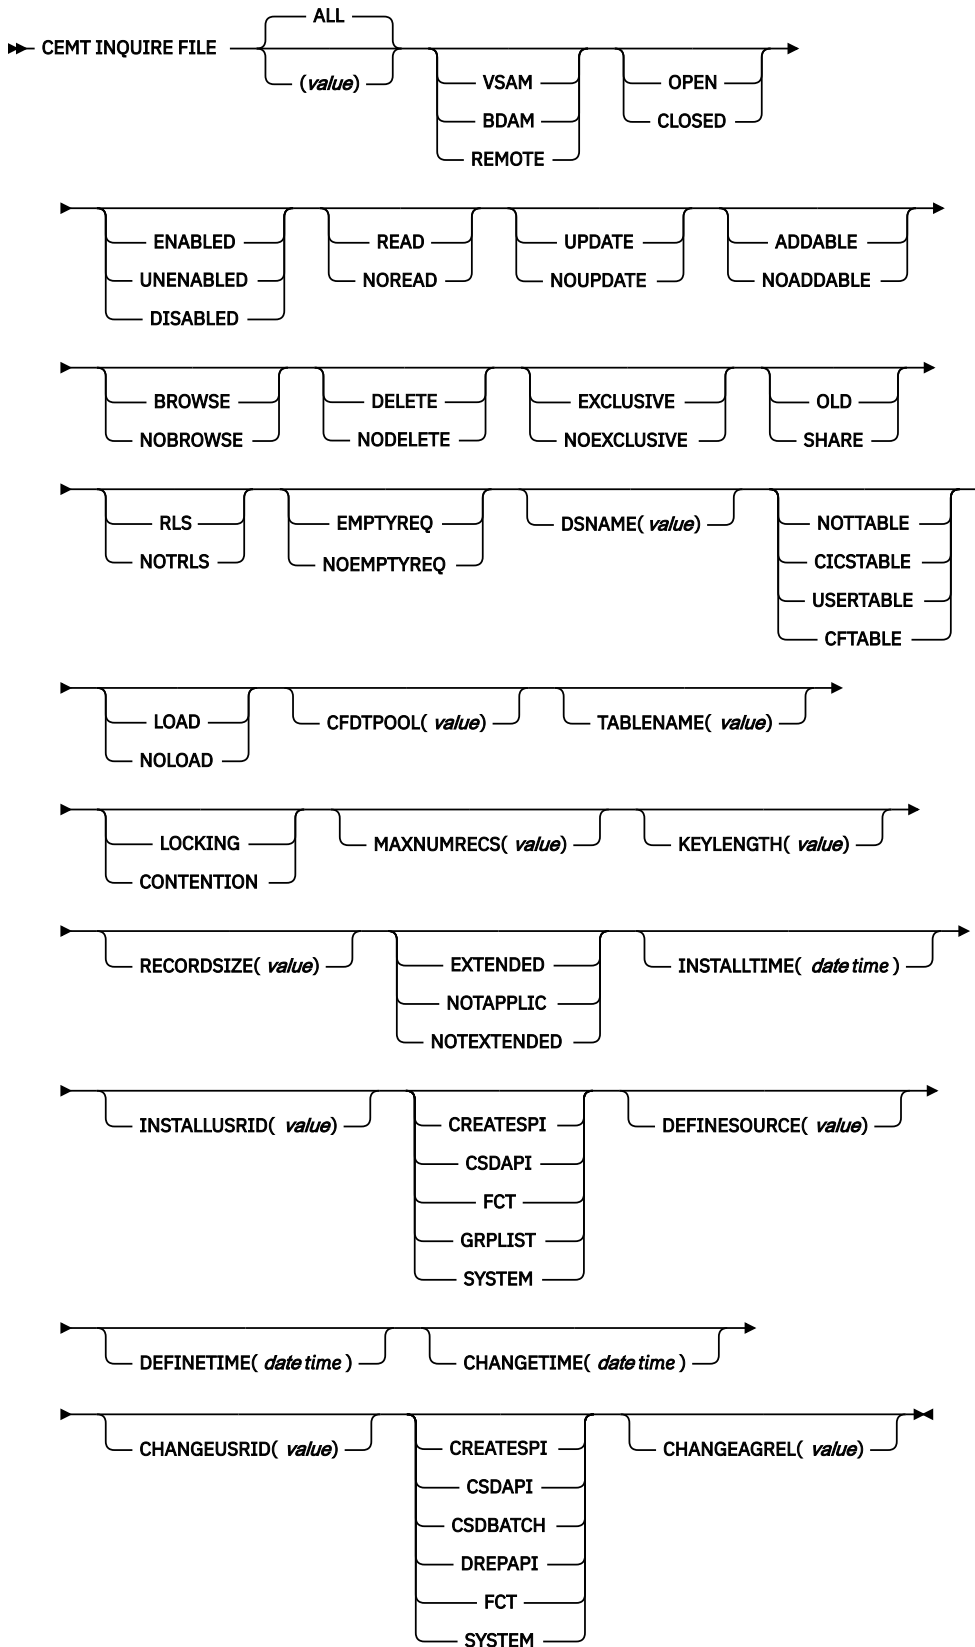 ALL
CEMT INQUIRE FILE
(value)
VSAM
BDAM
REMOTE
OPEN
CLOSED
ENABLED
UNENABLED
DISABLED
READ
NOREAD
UPDATE
NOUPDATE
ADDABLE
NOADDABLE
BROWSE
NOBROWSE
DELETE
NODELETE
EXCLUSIVE
NOEXCLUSIVE
OLD
SHARE
RLS
NOTRLS
EMPTYREQ
NOEMPTYREQ
DSNAME( value)
NOTTABLE
CICSTABLE
USERTABLE
CFTABLE
LOAD
NOLOAD
CFDTPOOL( value)
TABLENAME( value)
LOCKING
CONTENTION
MAXNUMRECS( value)
KEYLENGTH( value)
RECORDSIZE( value)
EXTENDED
NOTAPPLIC
NOTEXTENDED
INSTALLTIME( date time )
INSTALLUSRID( value)
CREATESPI
CSDAPI
FCT
GRPLIST
SYSTEM
DEFINESOURCE( value)
DEFINETIME( date time )
CHANGETIME( date time )
CHANGEUSRID( value)
CREATESPI
CSDAPI
CSDBATCH
DREPAPI
FCT
SYSTEM
CHANGEAGREL( value)